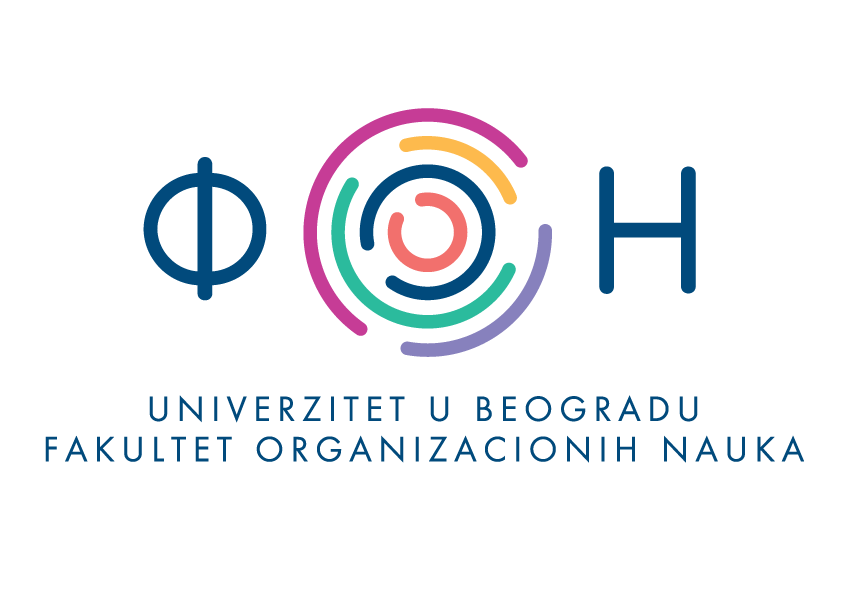 ФОН
UNIVERZITET U BEOGRADU
FAKULTET ORGANIZACIONIH NAUKA